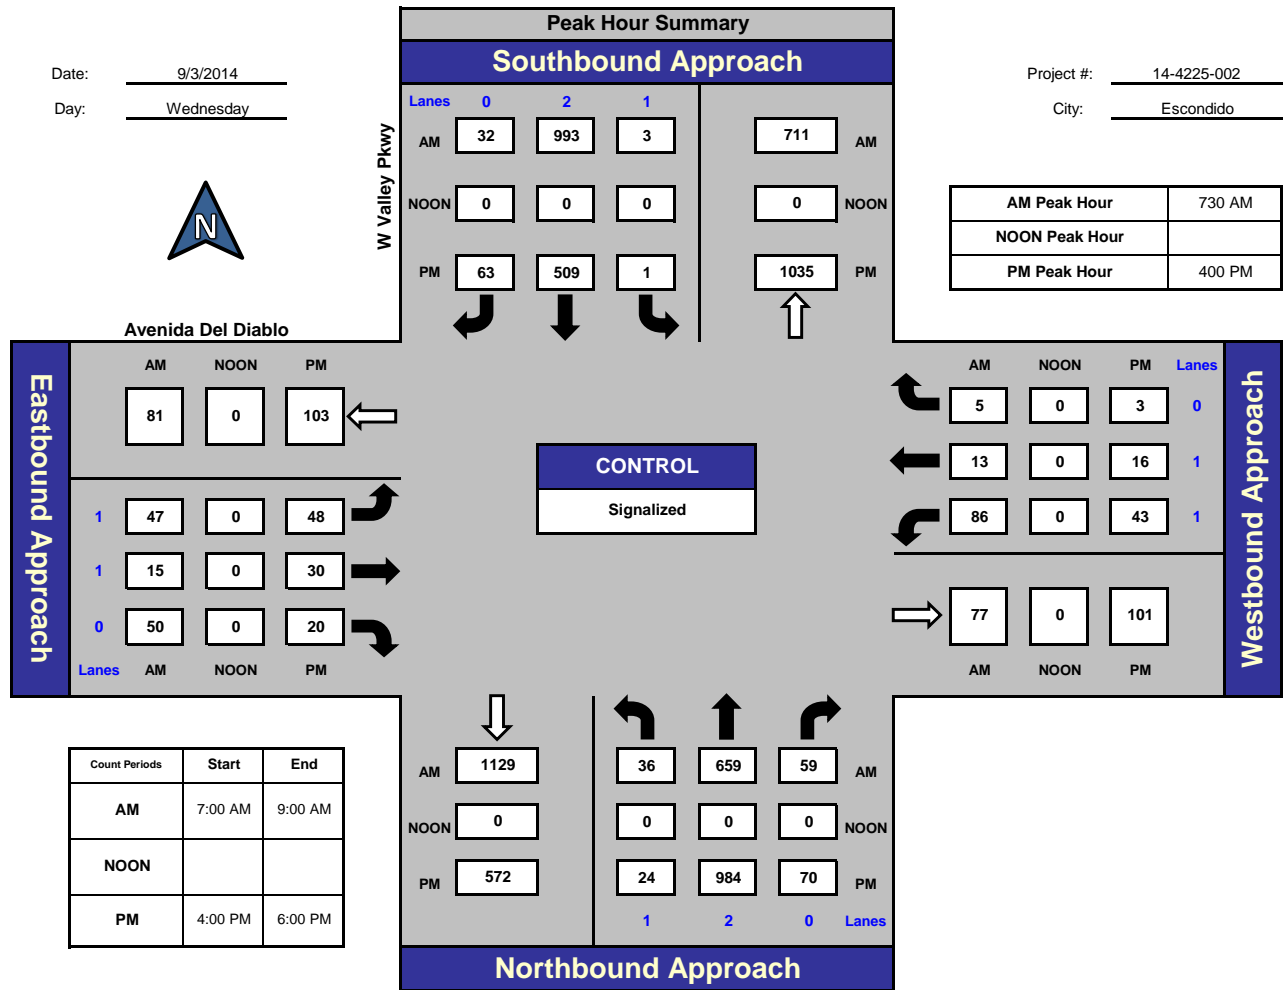 Peak Hour Summary
Southbound Approach
Date: 9/3/2014
Day: Wednesday
Project #: 14-4225-002
City: Escondido
N
W Valley Pkwy
Lanes 0 2 1
AM 32 993 3 711 AM
NOON 0 0 0 0 NOON
PM 63 509 1 1035 PM
AM Peak Hour 730 AM
NOON Peak Hour
PM Peak Hour 400 PM
Avenida Del Diablo
Eastbound Approach
AM NOON PM
81 0 103
1 47 0 48
1 15 0 30
0 50 0 20
Lanes AM NOON PM
CONTROL
Signalized
AM NOON PM Lanes
5 0 3 0
13 0 16 1
86 0 43 1
77 0 101
AM NOON PM
Westbound Approach
Count Periods Start End
AM 7:00 AM 9:00 AM
NOON
PM 4:00 PM 6:00 PM
AM 1129 36 659 59 AM
NOON 0 0 0 0 NOON
PM 572 24 984 70 PM
1 2 0 Lanes
Northbound Approach